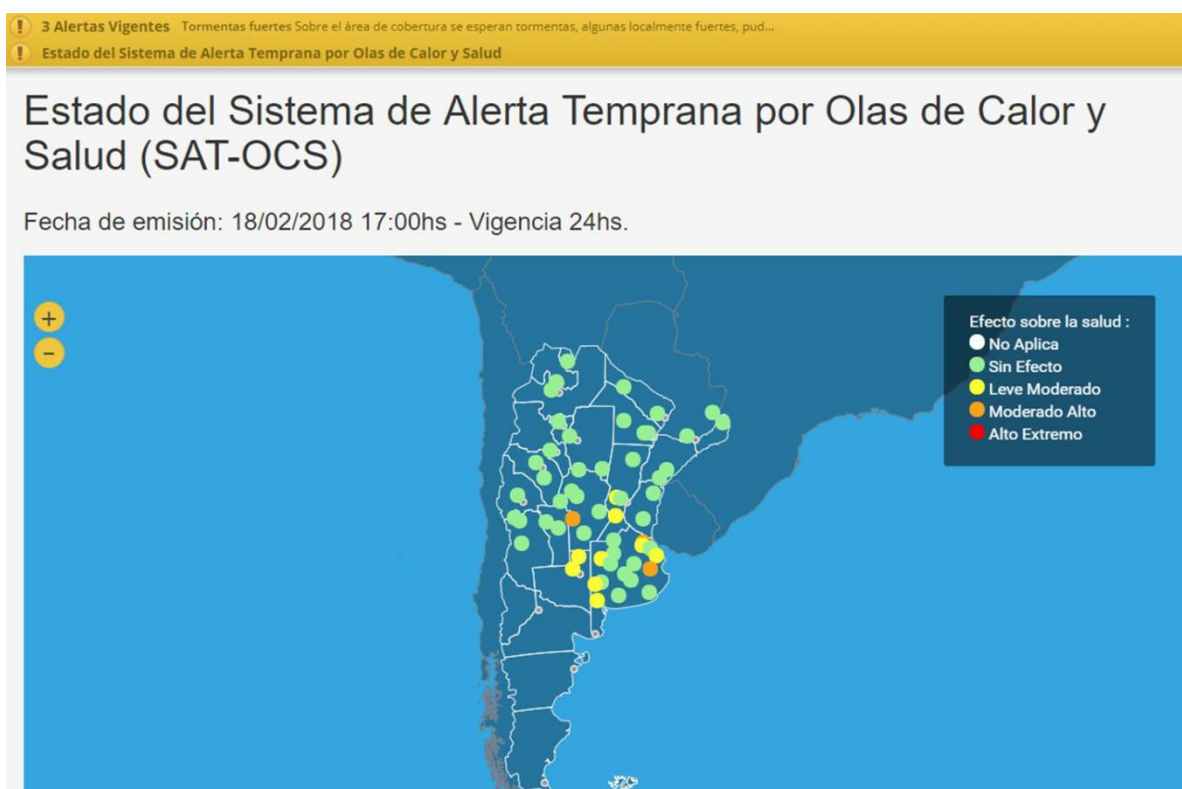 3 Alertas Vigentes Tormentas fuertes Sobre el área de cobertura se esperan tormentas, algunas localmente fuertes, pud...
Estado del Sistema de Alerta Temprana por Olas de Calor y Salud
Estado del Sistema de Alerta Temprana por Olas de Calor y
Salud (SAT-OCS)
Fecha de emisión: 18/02/2018 17:00hs - Vigencia 24hs.
+
-
Efecto sobre la salud :
No Aplica
Sin Efecto
Leve Moderado
Moderado Alto
Alto Extremo